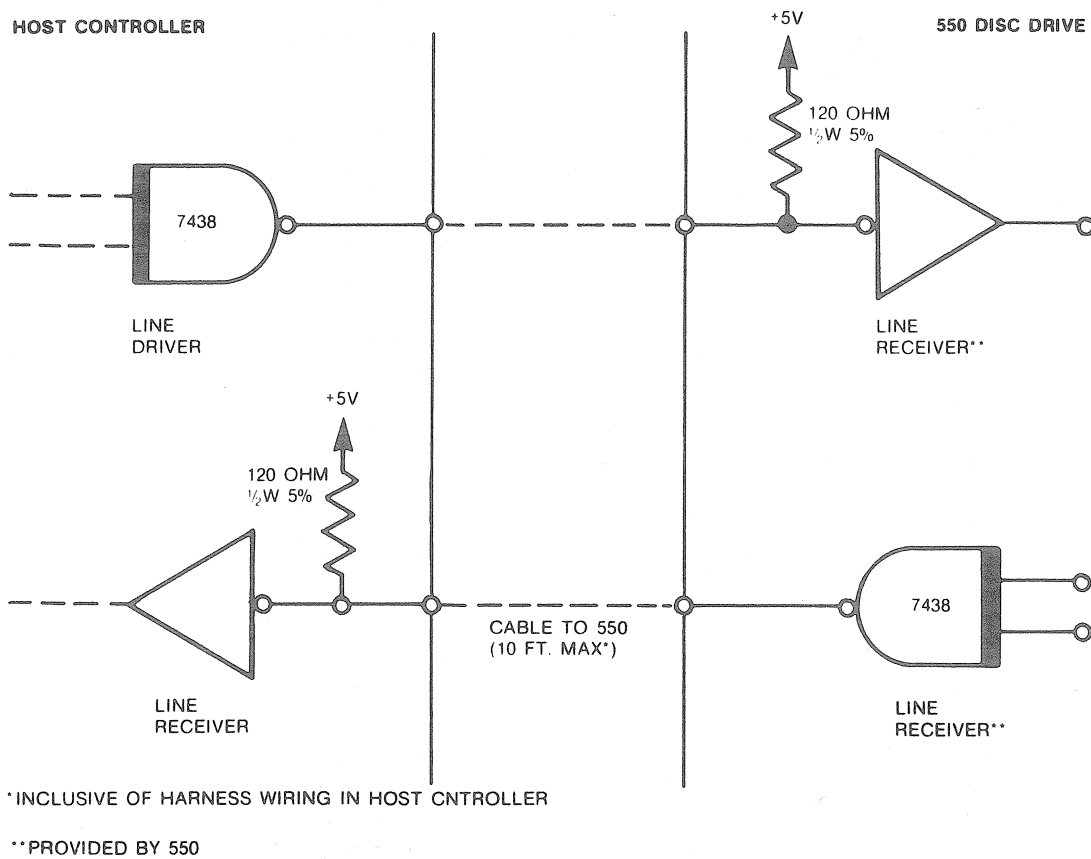 HOST CONTROLLER
550 DISC DRIVE
+5V
120 OHM
½W 5%
7438
LINE
DRIVER
LINE
RECEIVER**
+5V
120 OHM
½W 5%
7438
CABLE TO 550
(10 FT. MAX*)
LINE
RECEIVER
LINE
RECEIVER**
*INCLUSIVE OF HARNESS WIRING IN HOST CNTROLLER
**PROVIDED BY 550